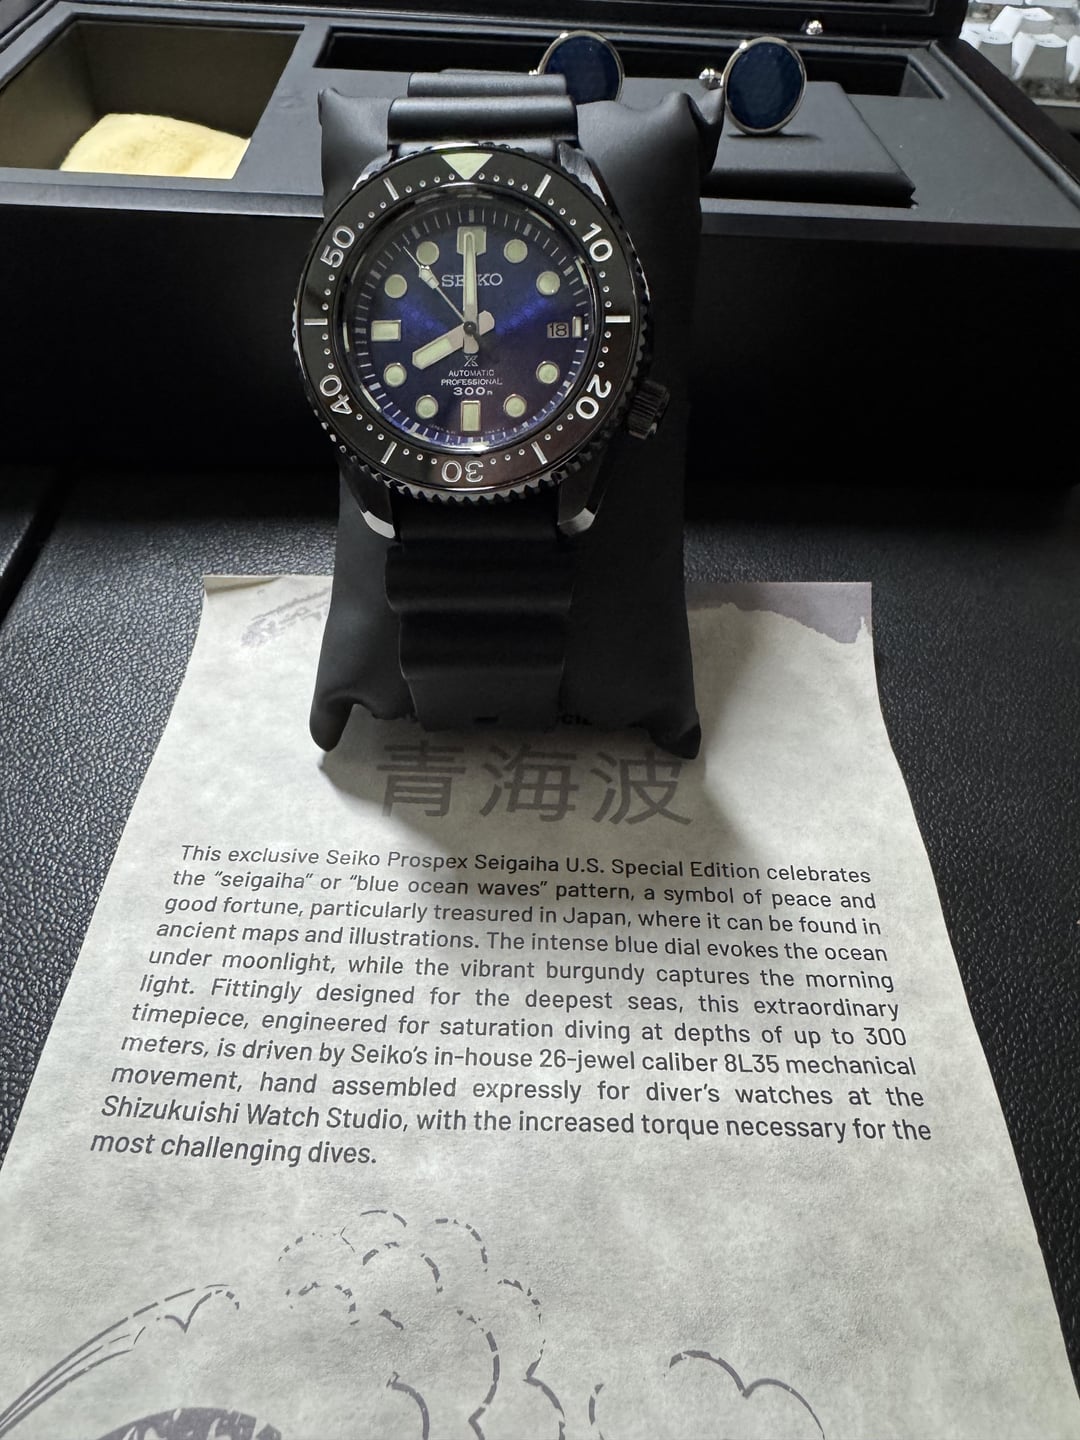 50
10
SEIKO
18
AUTOMATIC
PROFESSIONAL
300m
40
20
30
青海波
This exclusive Seiko Prospex Seigaiha U.S. Special Edition celebrates
the “seigaiha” or “blue ocean waves” pattern, a symbol of peace and
good fortune, particularly treasured in Japan, where it can be found in
ancient maps and illustrations. The intense blue dial evokes the ocean
under moonlight, while the vibrant burgundy captures the morning
light. Fittingly designed for the deepest seas, this extraordinary
timepiece, engineered for saturation diving at depths of up to 300
meters, is driven by Seiko’s in-house 26-jewel caliber 8L35 mechanical
movement, hand assembled expressly for diver’s watches at the
Shizukuishi Watch Studio, with the increased torque necessary for the
most challenging dives.